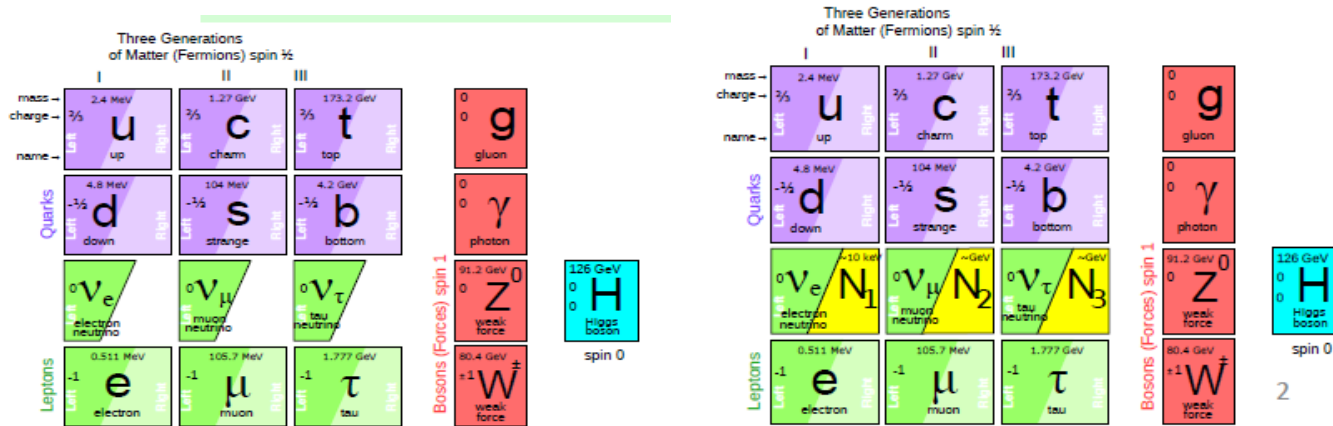 Three Generations
of Matter (Fermions) spin ½
I II III
mass→ 2.4 MeV 1.27 GeV 173.2 GeV
charge→ ⅔ ⅔ ⅔
u c t
Left Right Left Right Left Right
name→ up charm top
0
0
g
gluon
Quarks
4.8 MeV 104 MeV 4.2 GeV
-⅓ -⅓ -⅓
d s b
Left Right Left Right Left Right
down strange bottom
0
0
γ
photon
0 νe 0 νμ 0 ντ
Left Left Left
electron muon tau
neutrino neutrino neutrino
91.2 GeV
0
Z0
weak
force
126 GeV
0
0
H
Higgs
boson
spin 0
Leptons
0.511 MeV 105.7 MeV 1.777 GeV
-1 -1 -1
e μ τ
Left Right Left Right Left Right
electron muon tau
Bosons (Forces) spin 1
80.4 GeV
±1
W±
weak
force
Three Generations
of Matter (Fermions) spin ½
I II III
mass→ 2.4 MeV 1.27 GeV 173.2 GeV
charge→ ⅔ ⅔ ⅔
u c t
Left Right Left Right Left Right
name→ up charm top
0
0
g
gluon
Quarks
4.8 MeV 104 MeV 4.2 GeV
-⅓ -⅓ -⅓
d s b
Left Right Left Right Left Right
down strange bottom
0
0
γ
photon
~10 keV ~GeV ~GeV
0 νe N1 0 νμ N2 0 ντ N3
Left Left Left
electron muon tau
neutrino neutrino neutrino
91.2 GeV
0
Z0
weak
force
126 GeV
0
0
H
Higgs
boson
spin 0
Leptons
0.511 MeV 105.7 MeV 1.777 GeV
-1 -1 -1
e μ τ
Left Right Left Right Left Right
electron muon tau
Bosons (Forces) spin 1
80.4 GeV
±1
W±
weak
force
2